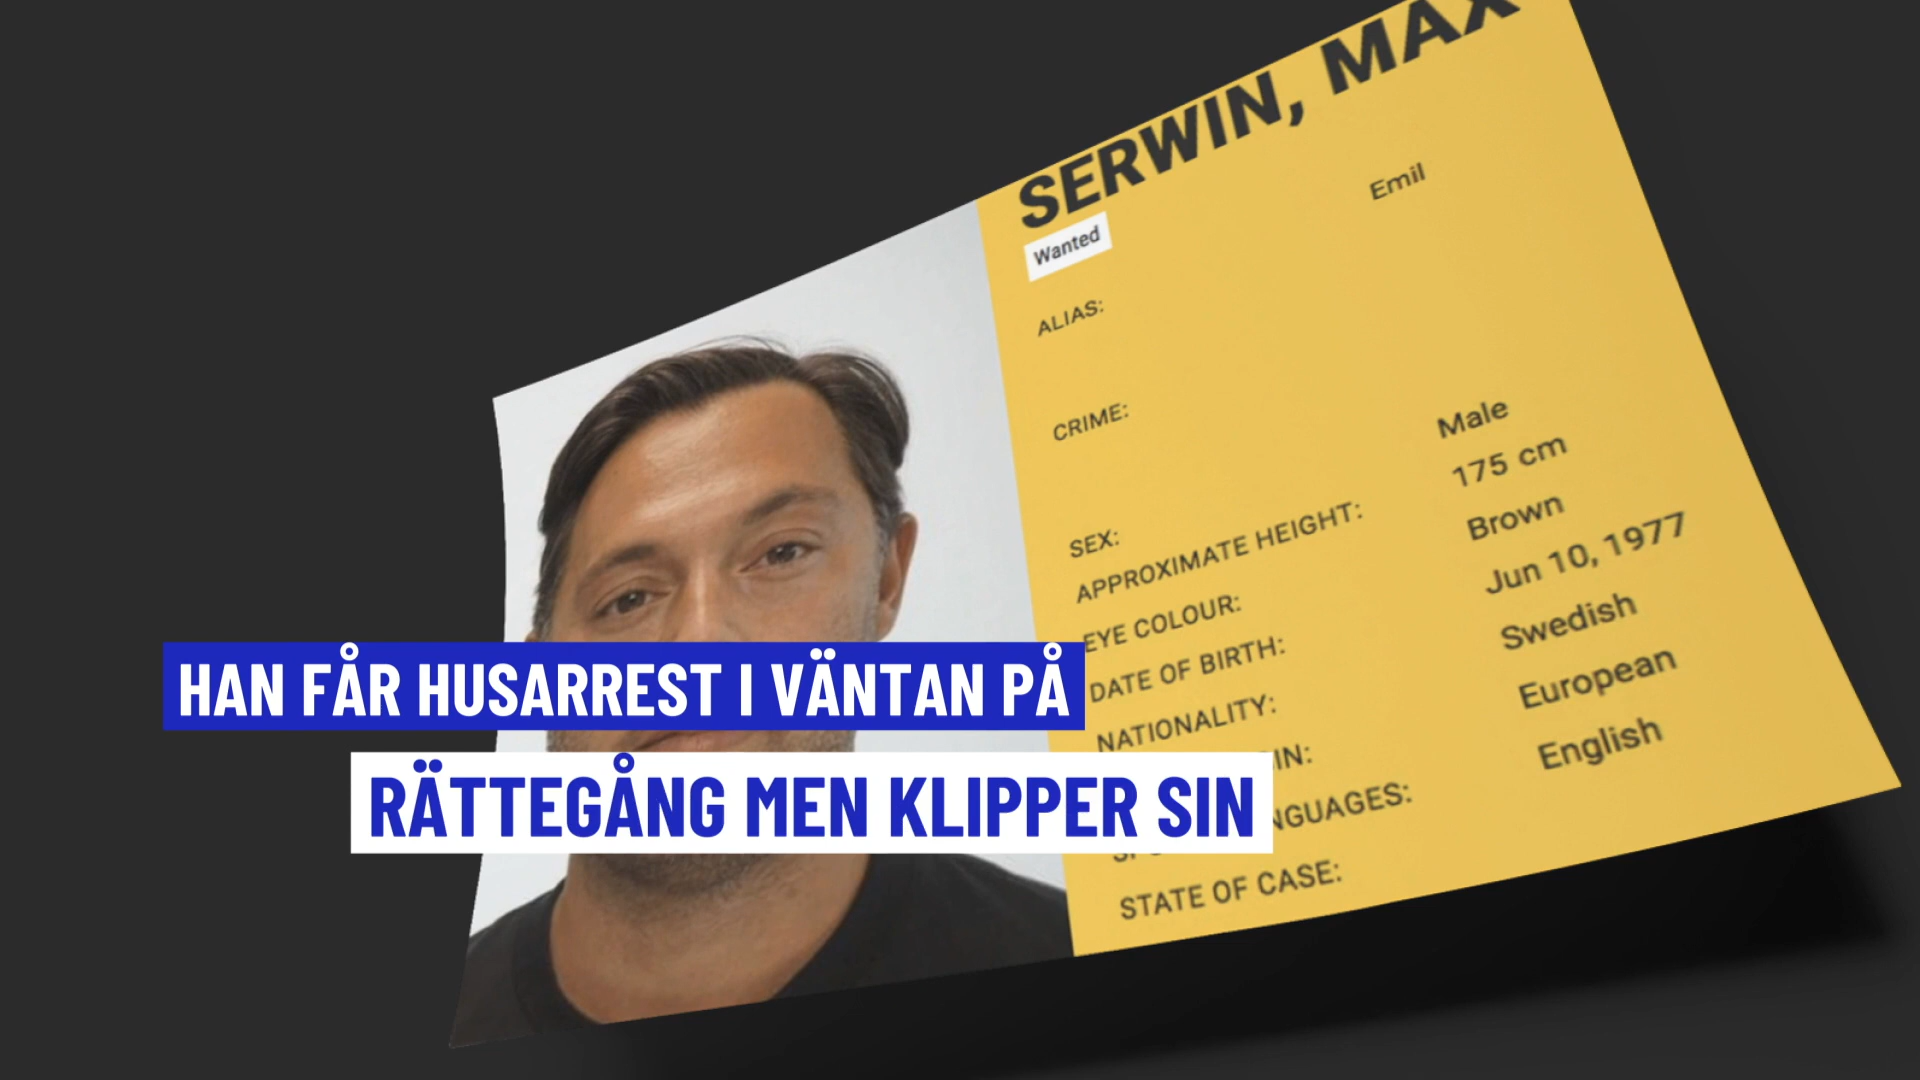 SERWIN, MAX
Emil
Wanted
ALIAS:
CRIME:
SEX: Male
APPROXIMATE HEIGHT: 175 cm
EYE COLOUR: Brown
DATE OF BIRTH: Jun 10, 1977
NATIONALITY: Swedish
European
English
STATE OF CASE:
HAN FÅR HUSARREST I VÄNTAN PÅ
RÄTTEGÅNG MEN KLIPPER SIN